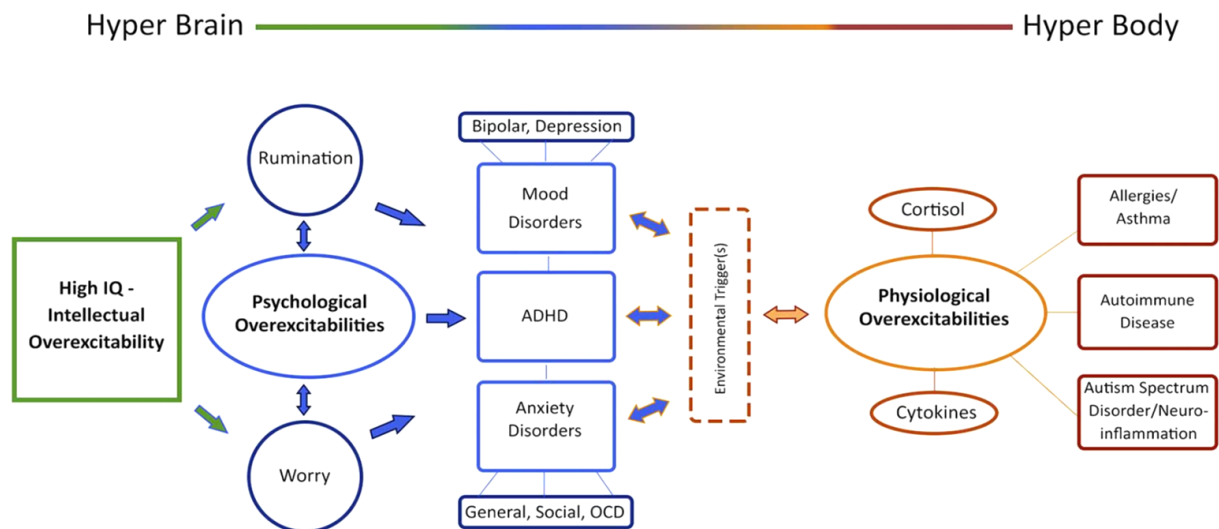 Hyper Brain
Hyper Body
High IQ -
Intellectual
Overexcitability
Rumination
Psychological
Overexcitabilities
Worry
Bipolar, Depression
Mood
Disorders
ADHD
Anxiety
Disorders
General, Social, OCD
Environmental Trigger(s)
Cortisol
Physiological
Overexcitabilities
Cytokines
Allergies/
Asthma
Autoimmune
Disease
Autism Spectrum
Disorder/Neuro-
inflammation